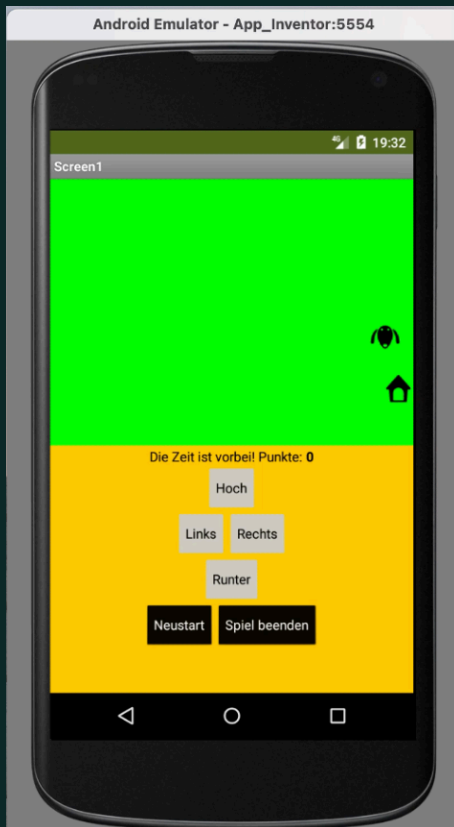 Android Emulator - App_Inventor:5554
4G 19:32
Screen1
Die Zeit ist vorbei! Punkte: 0
Hoch
Links Rechts
Runter
Neustart Spiel beenden